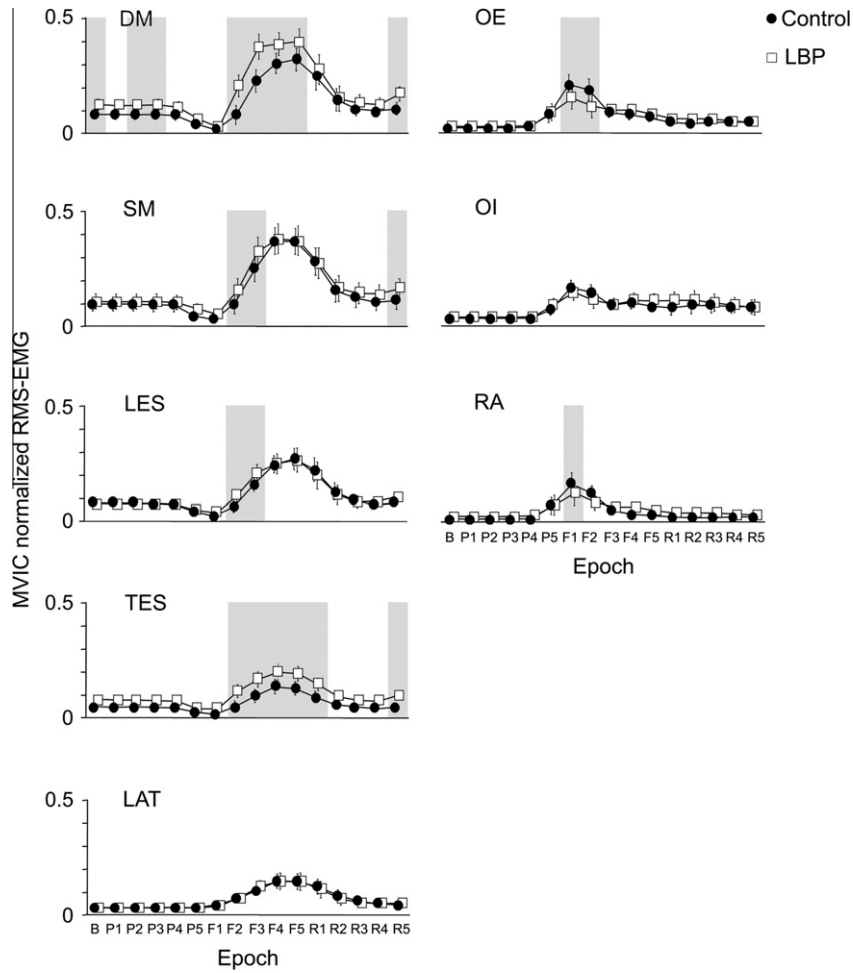 DM
OE
Control
LBP
0.5
0
SM
OI
0.5
0
LES
RA
0.5
0
B P1 P2 P3 P4 P5 F1 F2 F3 F4 F5 R1 R2 R3 R4 R5
Epoch
TES
0.5
0
LAT
0.5
0
B P1 P2 P3 P4 P5 F1 F2 F3 F4 F5 R1 R2 R3 R4 R5
Epoch
MVIC normalized RMS-EMG